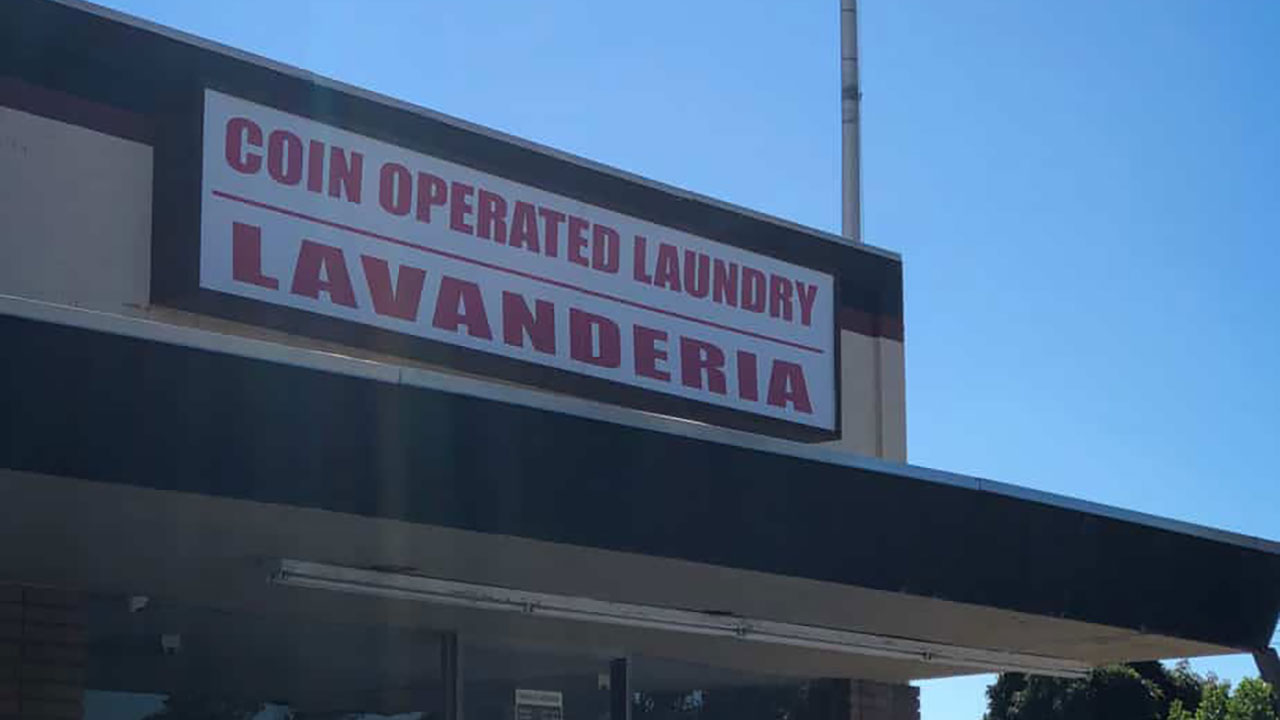 COIN OPERATED LAUNDRY
LAVANDERIA